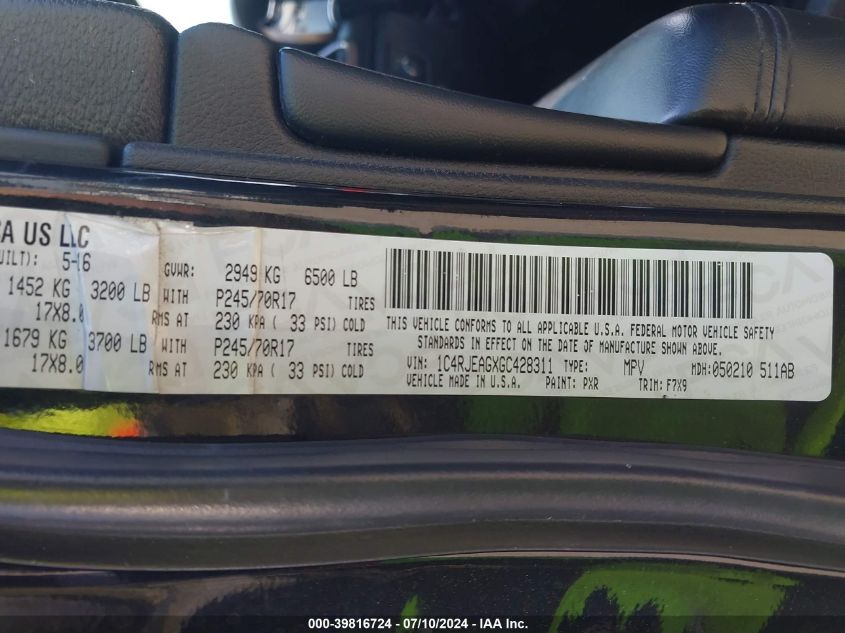 CA US LLC
UILT): 5-16
GVWR: 2949 KG 6500 LB
1452 KG 3200 LB WITH P245/70R17 TIRES
17X8.0 RMS AT 230 KPA ( 33 PSI) COLD
1679 KG 3700 LB WITH P245/70R17 TIRES
17X8.0 RMS AT 230 KPA ( 33 PSI) COLD
THIS VEHICLE CONFORMS TO ALL APPLICABLE U.S.A. FEDERAL MOTOR VEHICLE SAFETY
STANDARDS IN EFFECT ON THE DATE OF MANUFACTURE SHOWN ABOVE.
VIN: 1C4RJEAGXGC428311 TYPE: MPV MDH:050210 511AB
VEHICLE MADE IN U.S.A. PAINT: PXR TRIM: F7X9
000-39816724 - 07/10/2024 - IAA Inc.